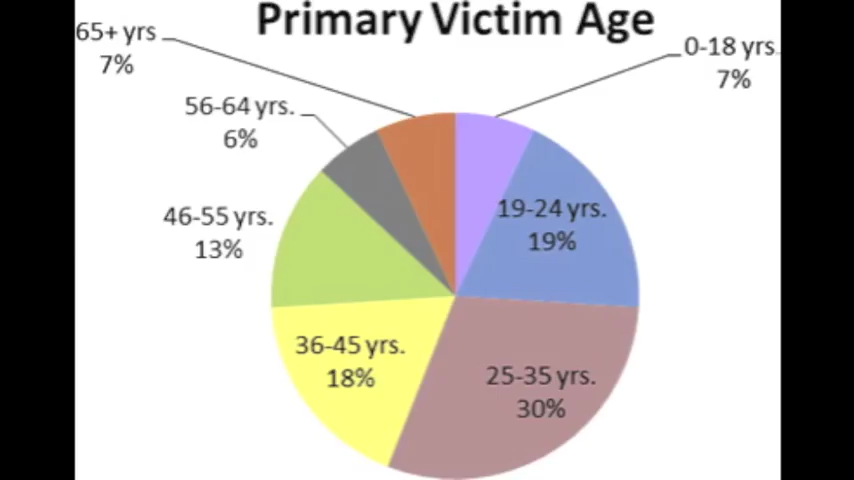 Primary Victim Age
65+ yrs
7%
0-18 yrs.
7%
56-64 yrs.
6%
19-24 yrs.
19%
46-55 yrs.
13%
36-45 yrs.
18%
25-35 yrs.
30%